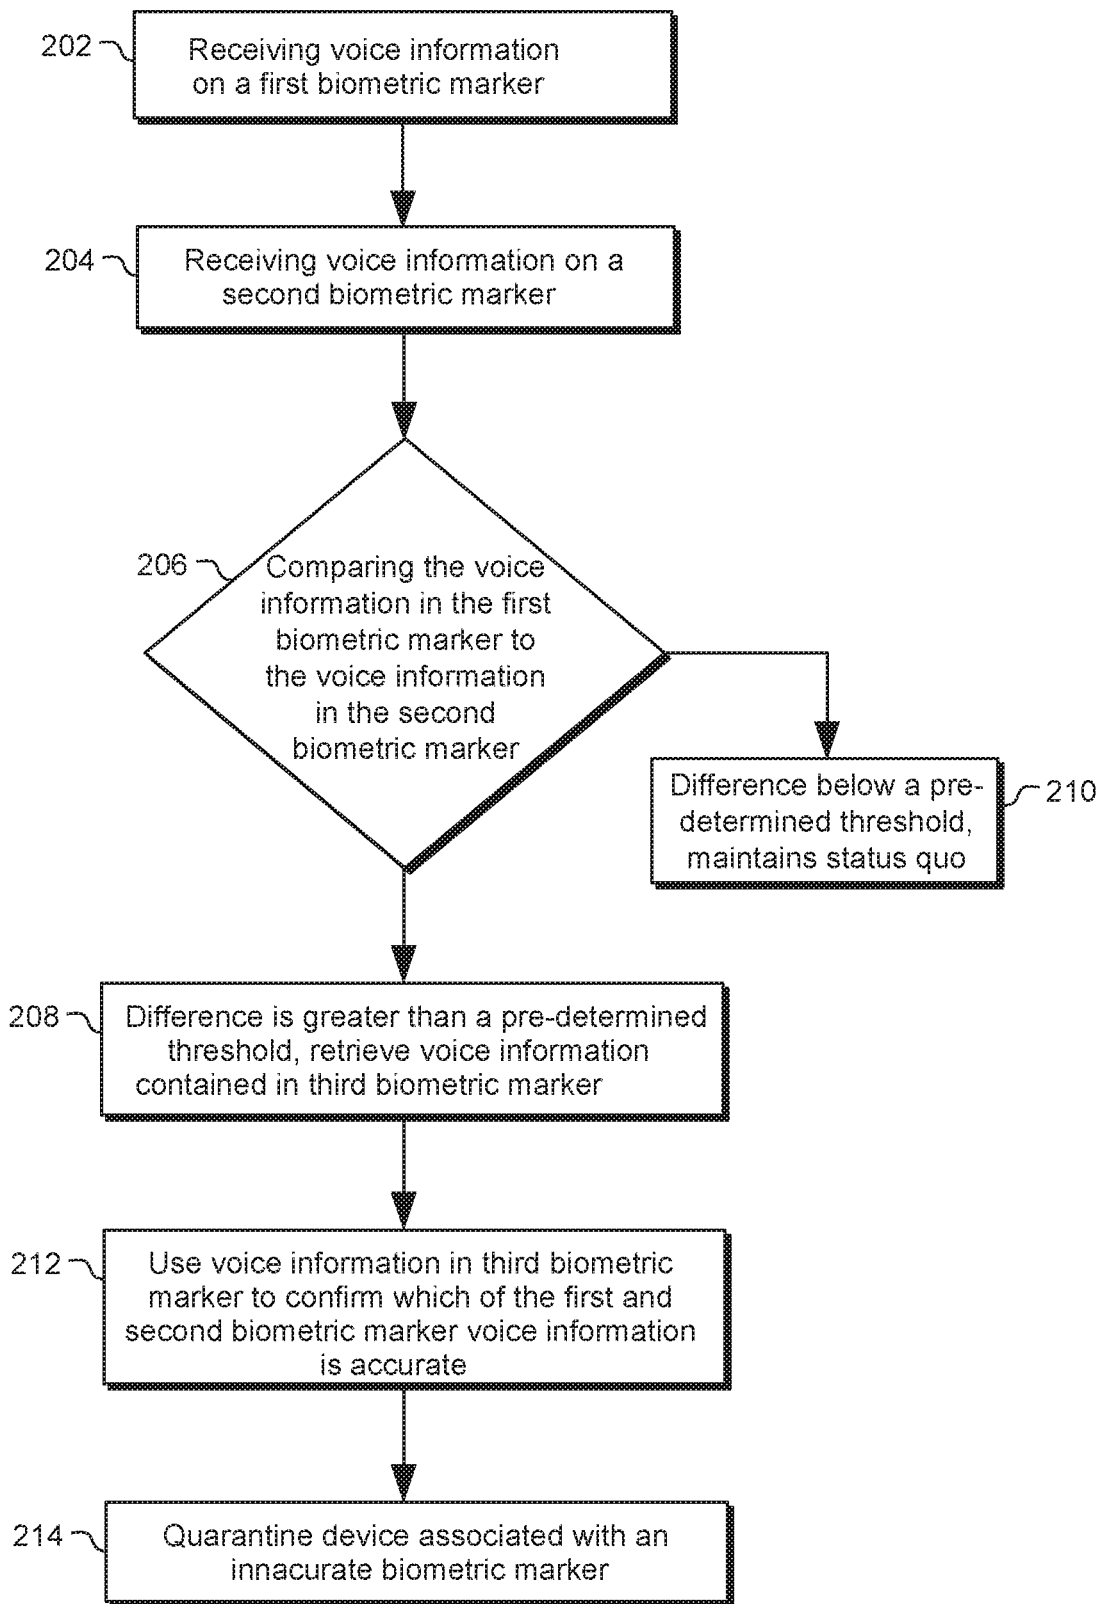 202
Receiving voice information
on a first biometric marker
204
Receiving voice information on a
second biometric marker
206
Comparing the voice
information in the first
biometric marker to
the voice information
in the second
biometric marker
Difference below a pre-
determined threshold,
maintains status quo
210
208
Difference is greater than a pre-determined
threshold, retrieve voice information
contained in third biometric marker
212
Use voice information in third biometric
marker to confirm which of the first and
second biometric marker voice information
is accurate
214
Quarantine device associated with an
innacurate biometric marker